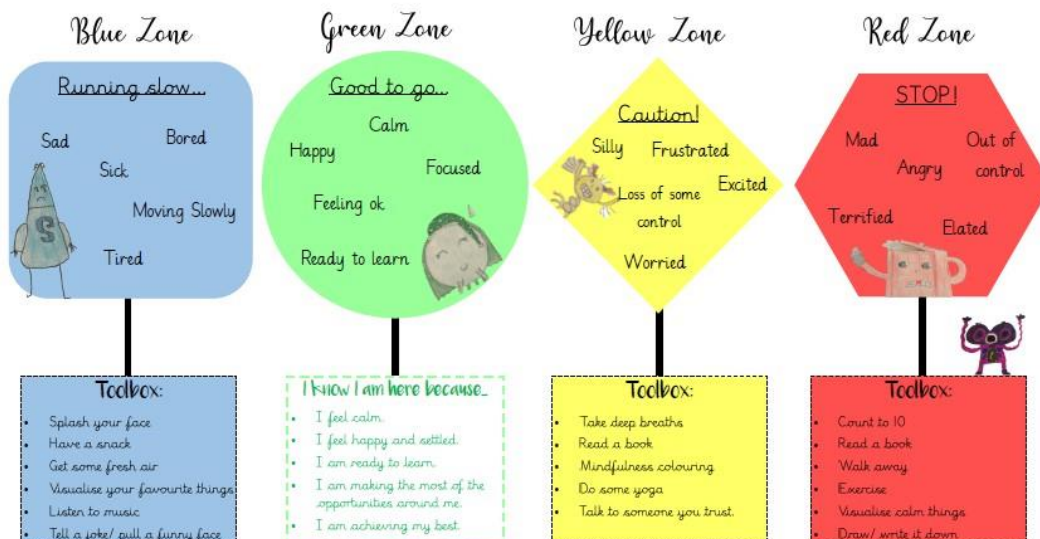 Blue Zone
Running slow...
Sad
Bored
Sick
Moving Slowly
Tired
S
Toolbox:
Splash your face
Have a snack
Get some fresh air
Visualise your favourite things
Listen to music
Tell a joke/ pull a funny face
Green Zone
Good to go...
Calm
Happy
Focused
Feeling ok
Ready to learn
I know I am here because...
I feel calm.
I feel happy and settled.
I am ready to learn.
I am making the most of the
opportunities around me.
I am achieving my best.
Yellow Zone
Caution!
Silly
Frustrated
Excited
Loss of some
control
Worried
Toolbox:
Take deep breaths
Read a book
Mindfulness colouring
Do some yoga
Talk to someone you trust.
Red Zone
STOP!
Mad
Out of
control
Angry
Terrified
Elated
Toolbox:
Count to 10
Read a book
Walk away
Exercise
Visualise calm things
Draw/ write it down